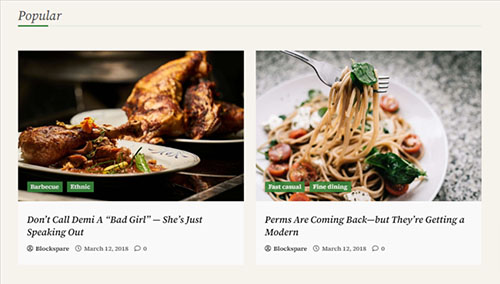 Popular
Barbecue Ethnic
Don't Call Demi A “Bad Girl” — She's Just
Speaking Out
Blockspare March 12, 2018 0
Fast casual Fine dining
Perms Are Coming Back—but They're Getting a
Modern
Blockspare March 12, 2018 0